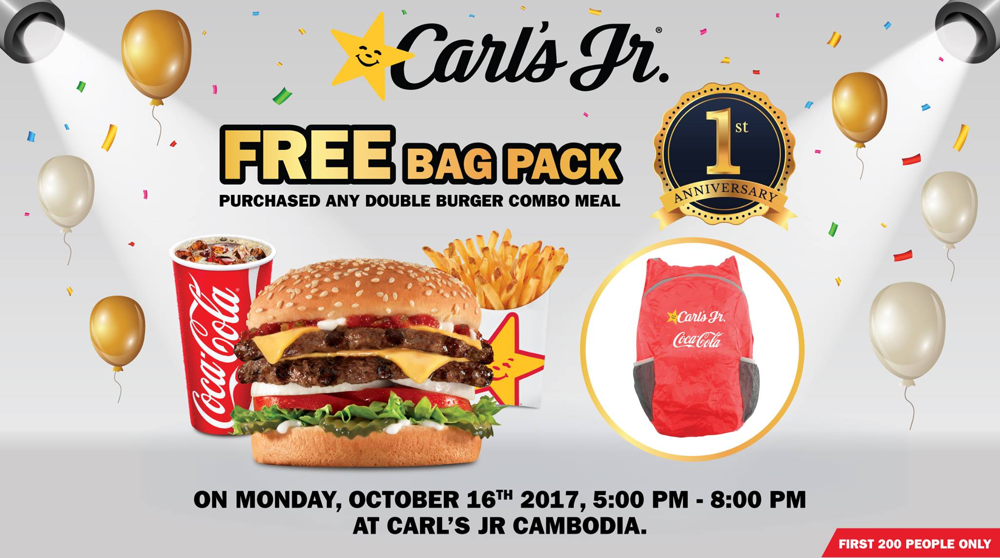 Carl's Jr.®
1st
ANNIVERSARY
FREE BAG PACK
PURCHASED ANY DOUBLE BURGER COMBO MEAL
Coca-Cola
Carl's Jr.
Coca-Cola
ON MONDAY, OCTOBER 16TH 2017, 5:00 PM - 8:00 PM
AT CARL'S JR CAMBODIA.
FIRST 200 PEOPLE ONLY